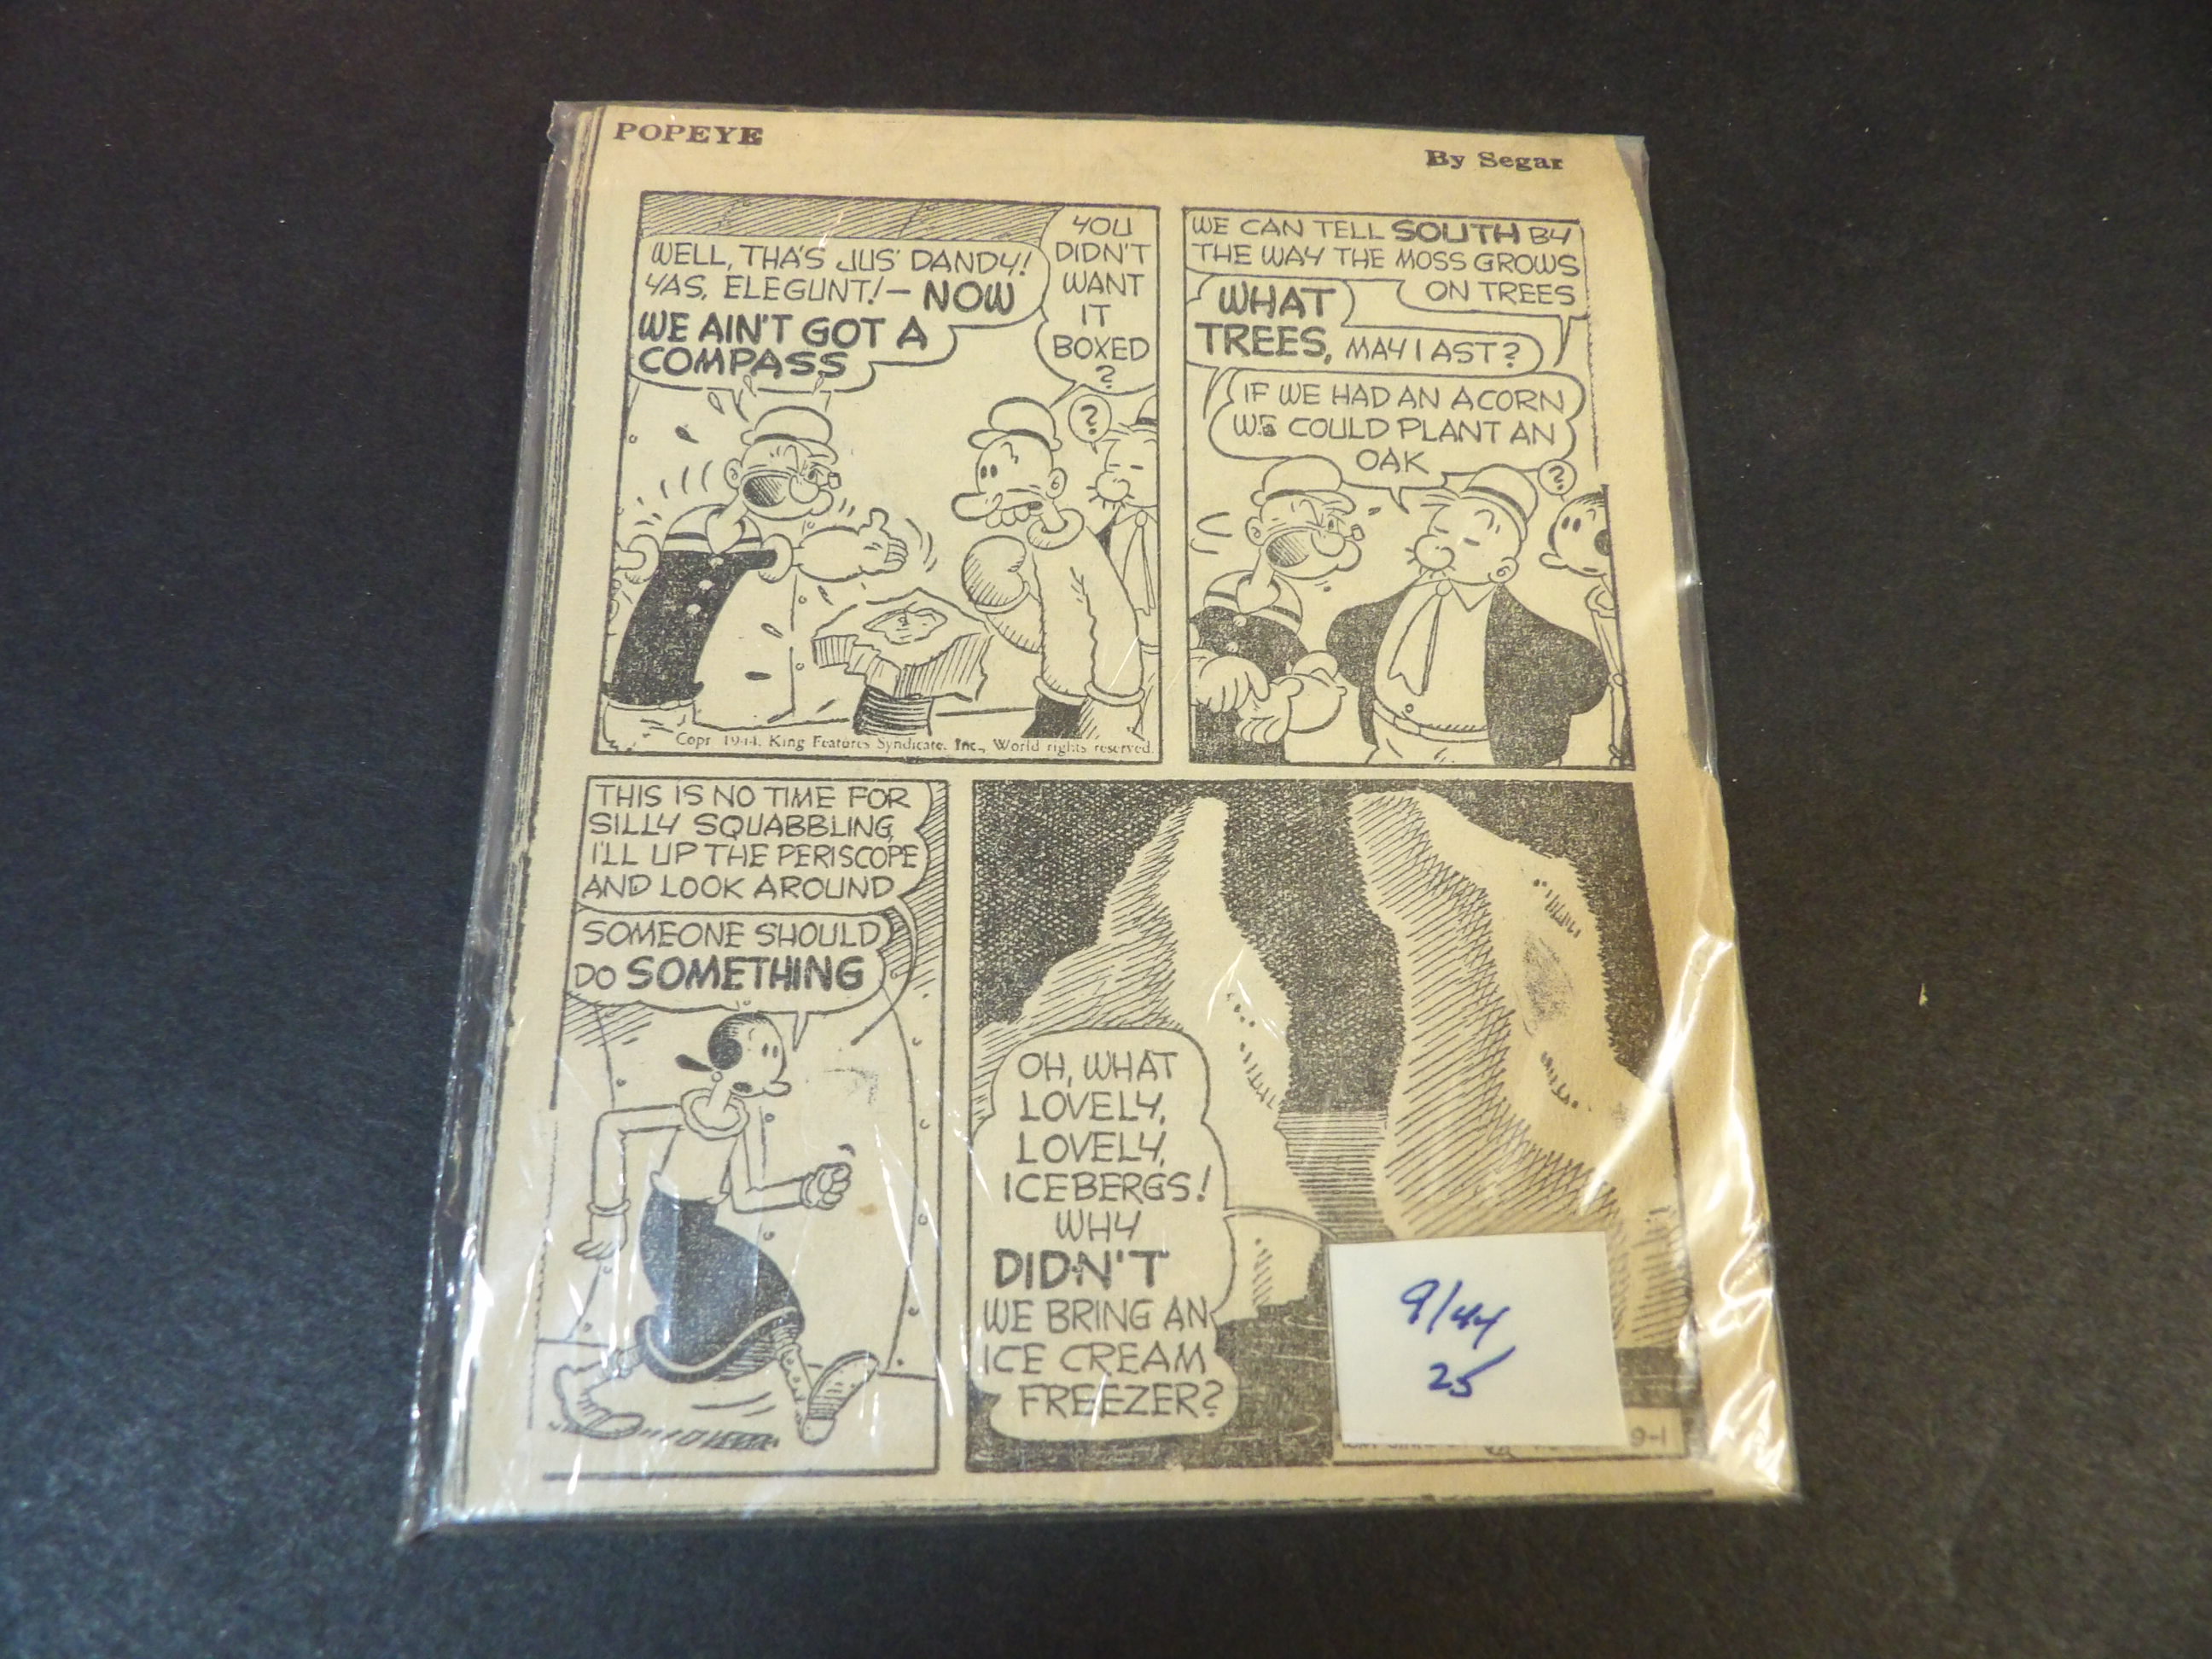 POPEYE
By Segar
WELL, THA'S JUS' DANDY!
YAS, ELEGUNT!- NOW
WE AIN'T GOT A
COMPASS
YOU
DIDN'T
WANT
IT
BOXED
?
?
Copr. 1944, King Features Syndicate, Inc., World rights reserved.
WE CAN TELL SOUTH BY
THE WAY THE MOSS GROWS
ON TREES
WHAT
TREES, MAY I AST?
IF WE HAD AN ACORN
WE COULD PLANT AN
OAK
?
THIS IS NO TIME FOR
SILLY SQUABBLING,
I'LL UP THE PERISCOPE
AND LOOK AROUND
SOMEONE SHOULD
DO SOMETHING
OH, WHAT
LOVELY,
LOVELY,
ICEBERGS!
WHY
DIDN'T
WE BRING AN
ICE CREAM
FREEZER?
9/44
25
9-1